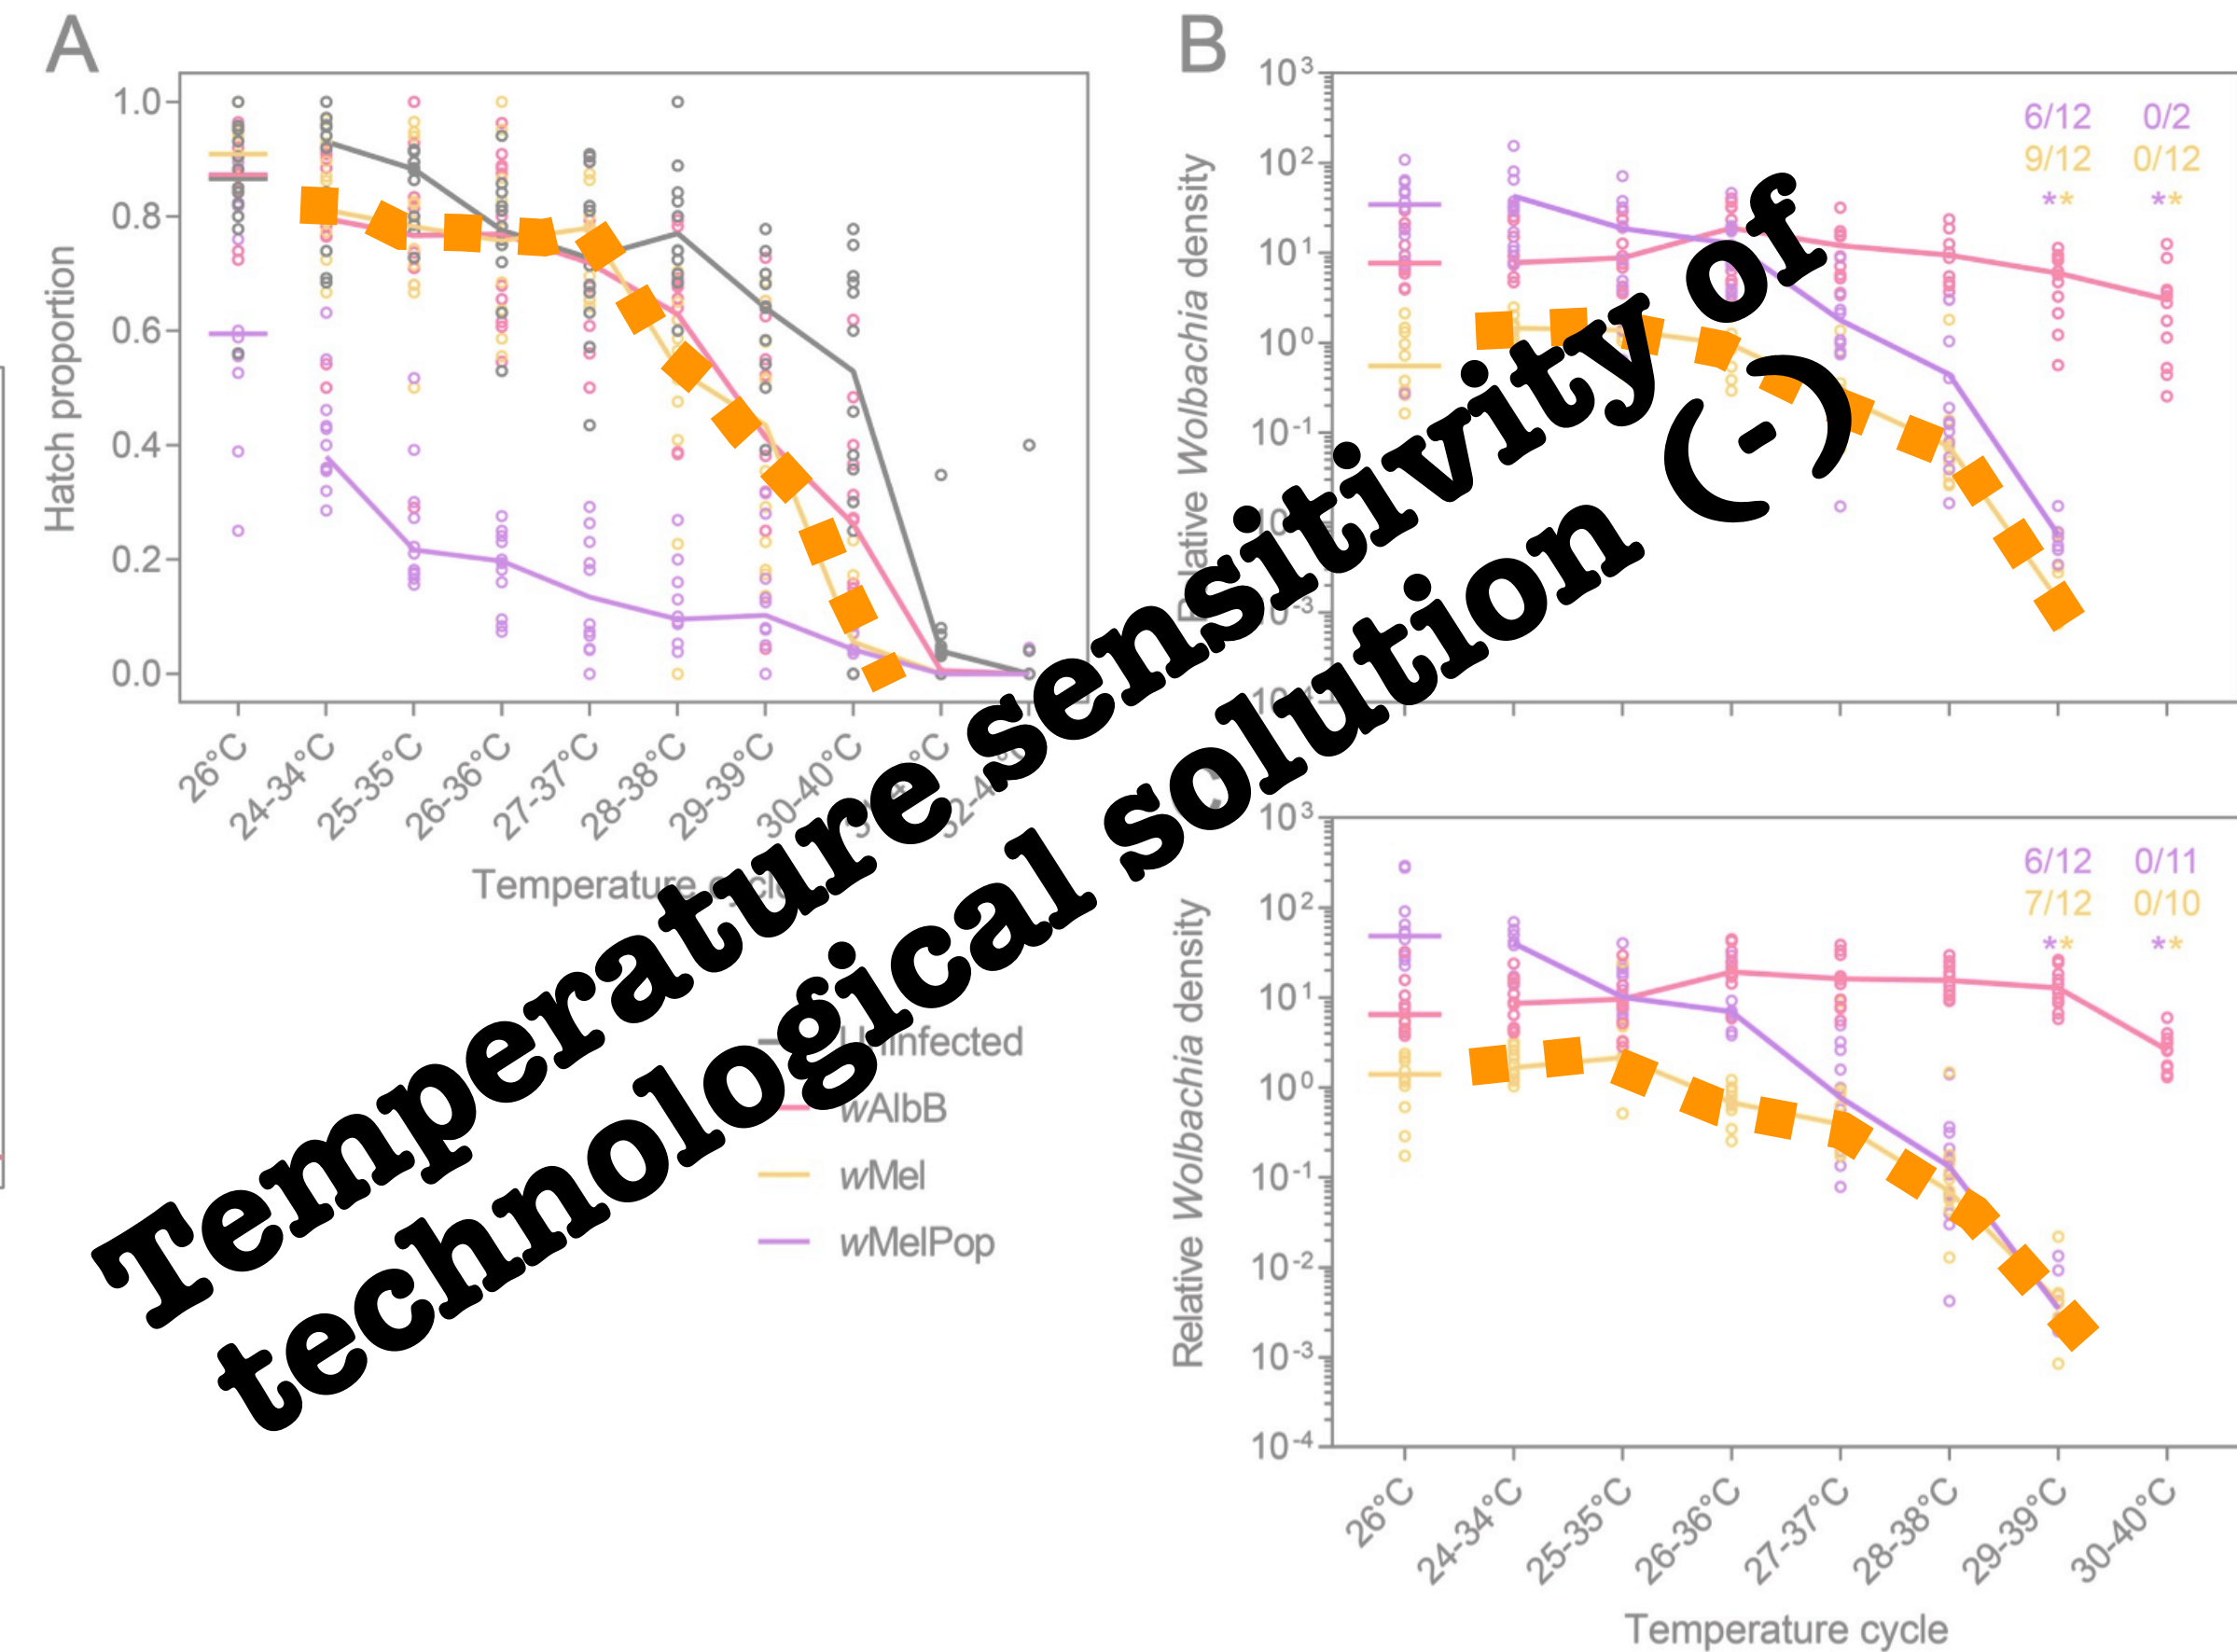 A
1.0
0.8
0.6
0.4
0.2
0.0
Hatch proportion
26°C
24-34°C
25-35°C
26-36°C
27-37°C
28-38°C
29-39°C
30-40°C
Temperature
B
10³
10²
10¹
10⁰
10⁻¹
Relative Wolbachia density
6/12 0/2
9/12 0/12
** **
Temperature sensitivity of
technological solution (-)
Uninfected
wAlbB
wMel
wMelPop
10³
10²
10¹
10⁰
10⁻¹
10⁻²
10⁻³
10⁻⁴
Relative Wolbachia density
6/12 0/11
7/12 0/10
** **
26°C
24-34°C
25-35°C
26-36°C
27-37°C
28-38°C
29-39°C
30-40°C
Temperature cycle